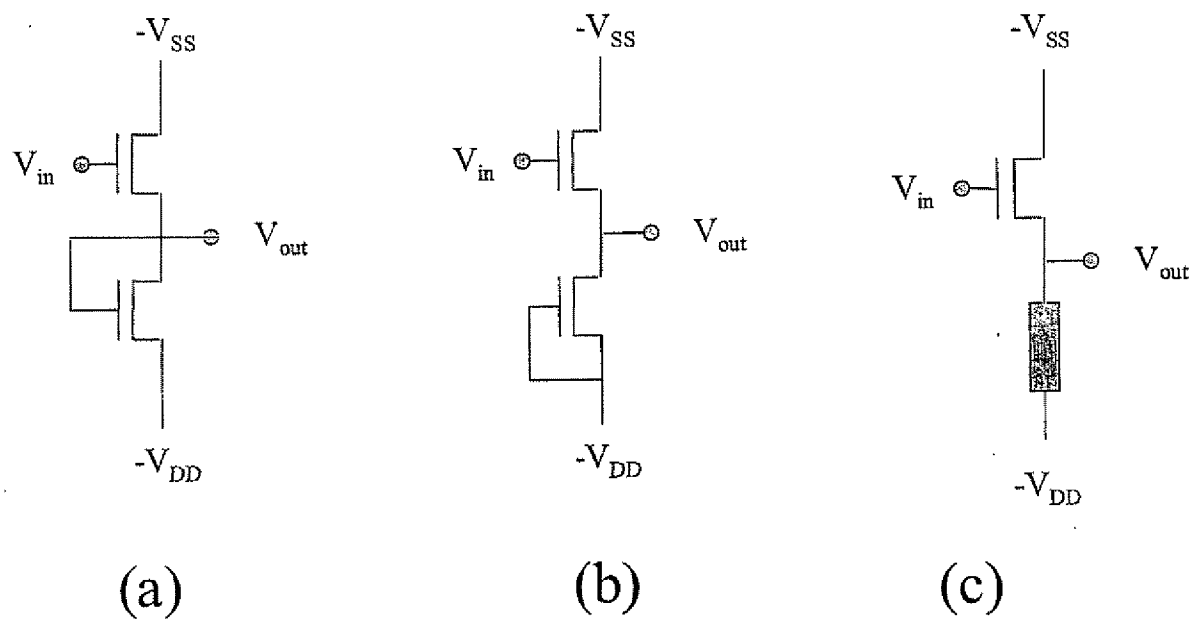 -V_SS
-V_SS
-V_SS
V_in
V_in
V_in
V_out
V_out
V_out
-V_DD
-V_DD
-V_DD
(a)
(b)
(c)